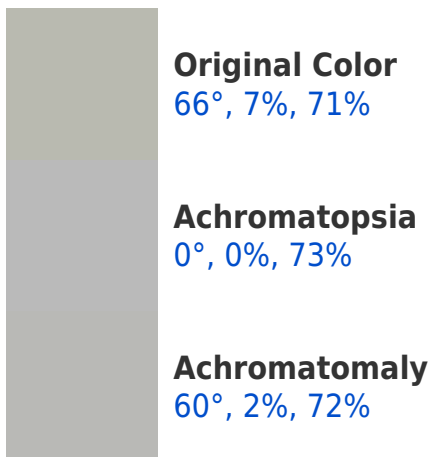 Original Color
66°, 7%, 71%
Achromatopsia
0°, 0%, 73%
Achromatomaly
60°, 2%, 72%